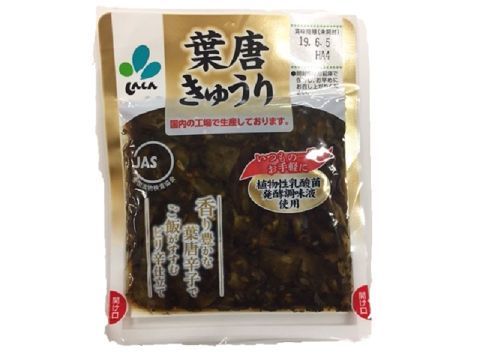 しんしん
葉唐
きゅうり
国内の工場で生産しております。
賞味期限(未開封)
19.6.5
HA4
JAS
いつもの
お手軽に
植物性乳酸菌
発酵調味液
使用
香り豊かな
葉唐辛子で
ご飯がすすむ
ピリ辛仕立て
開け口
開け口